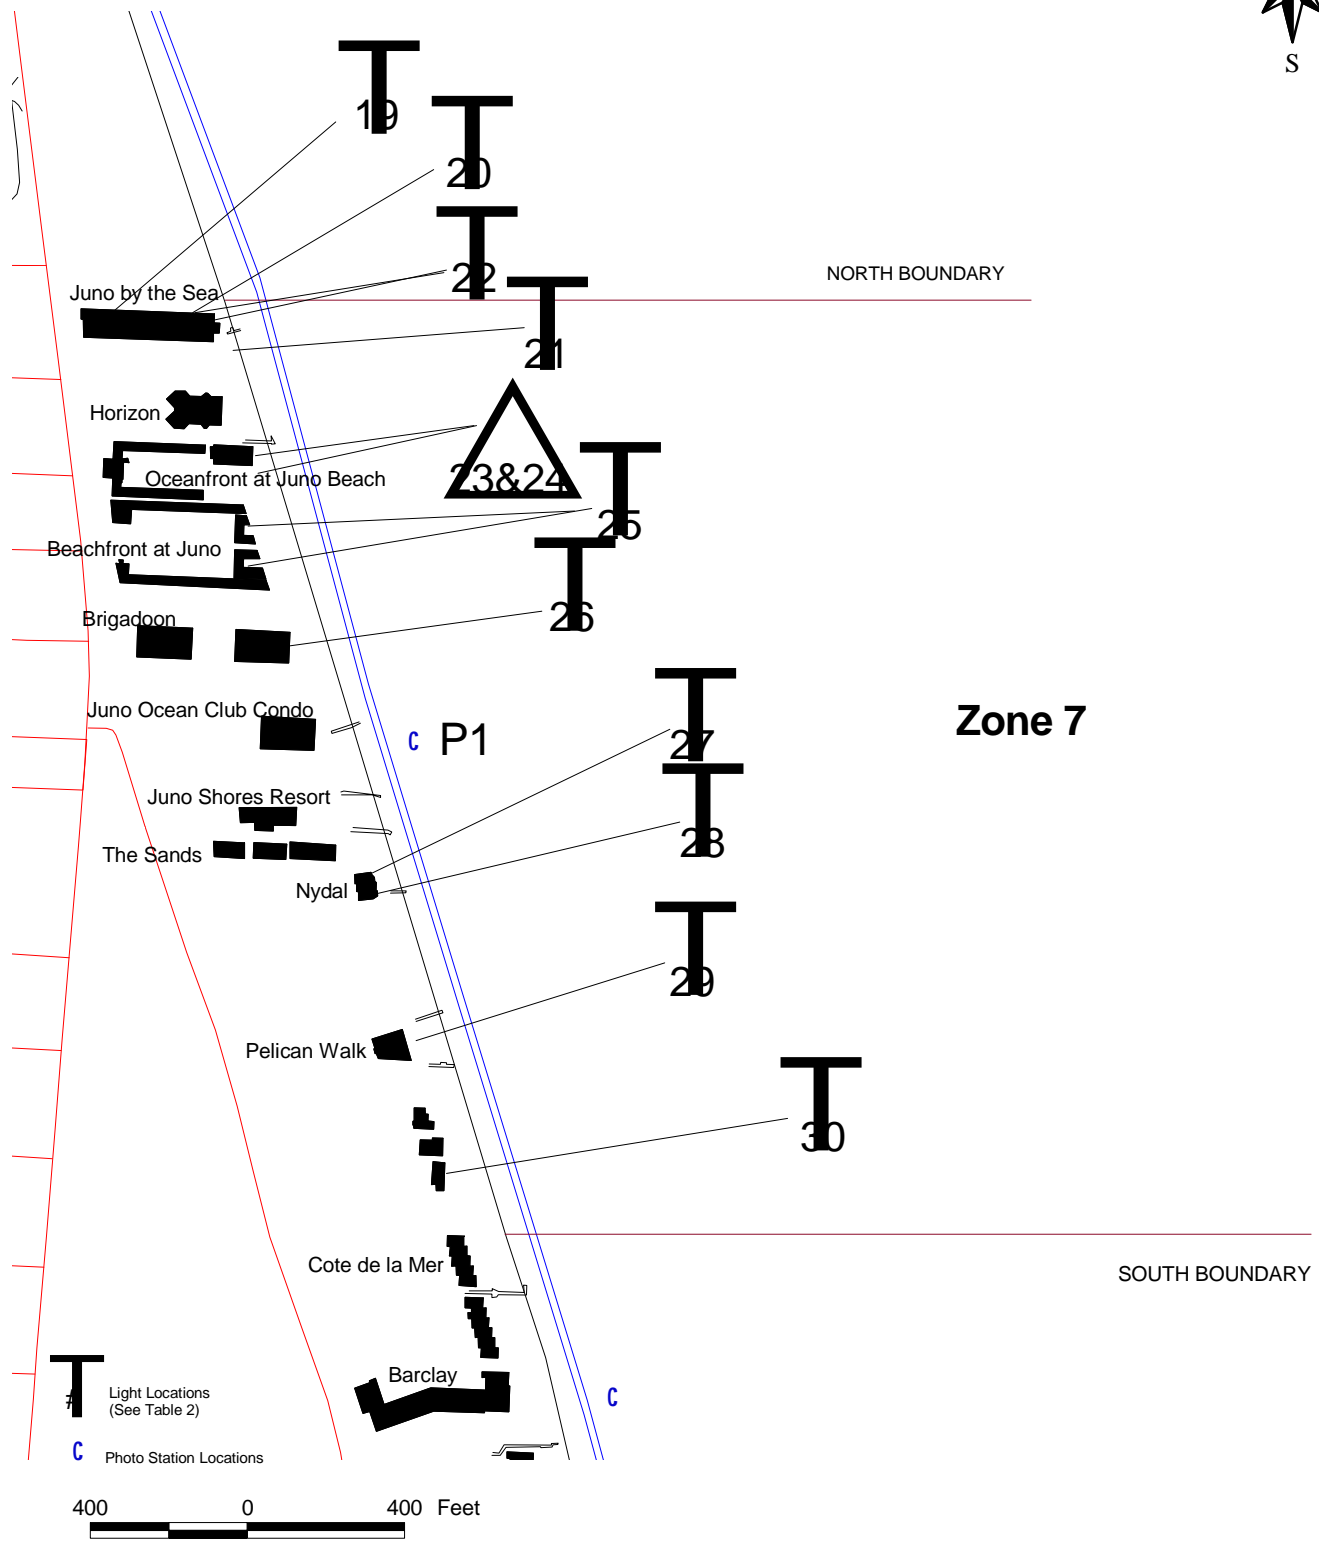 S
19
20
22
NORTH BOUNDARY
Juno by the Sea
21
Horizon
23&24
Oceanfront at Juno Beach
25
Beachfront at Juno
26
Brigadoon
Juno Ocean Club Condo
C P1
Zone 7
27
Juno Shores Resort
28
The Sands
Nydal
29
Pelican Walk
30
Cote de la Mer
SOUTH BOUNDARY
Barclay
C
#
Light Locations
(See Table 2)
C Photo Station Locations
400 0 400 Feet